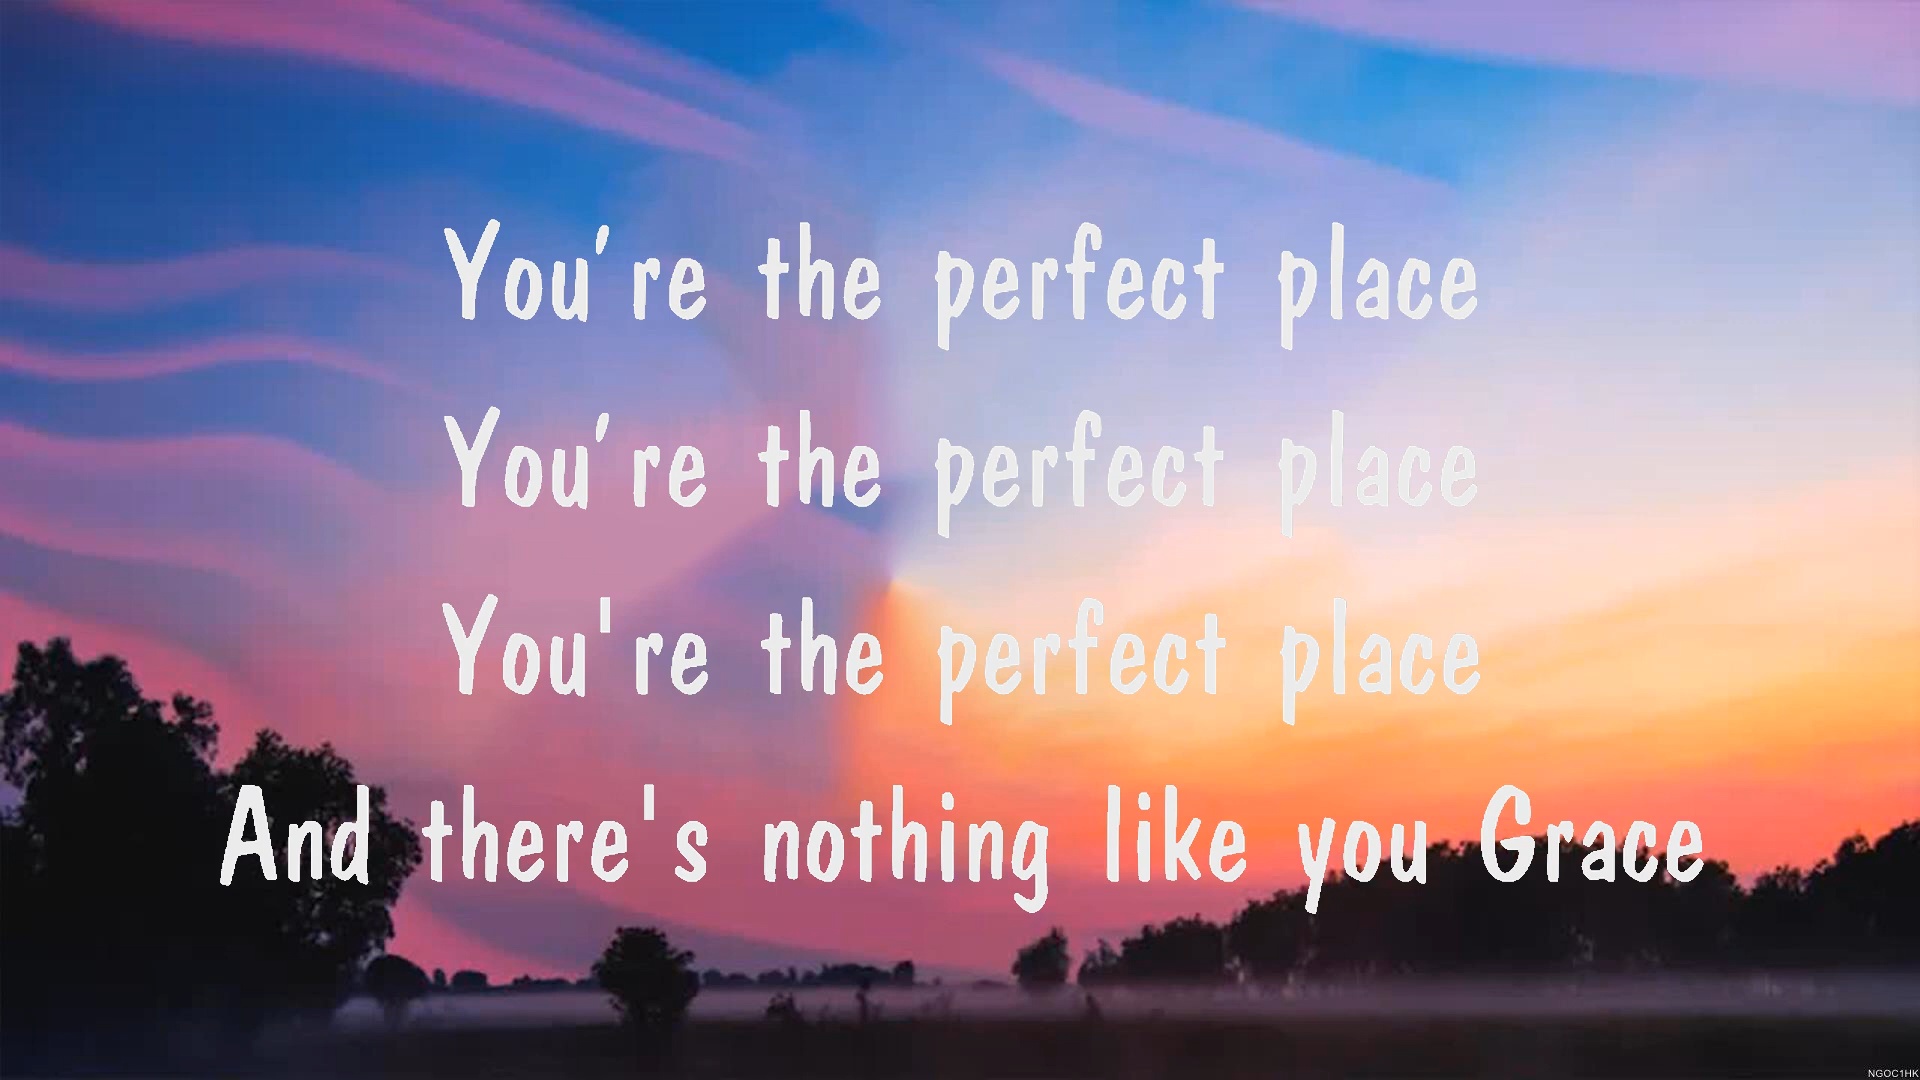 You’re the perfect place
You’re the perfect place
You're the perfect place
And there's nothing like you Grace
NGOC1HK